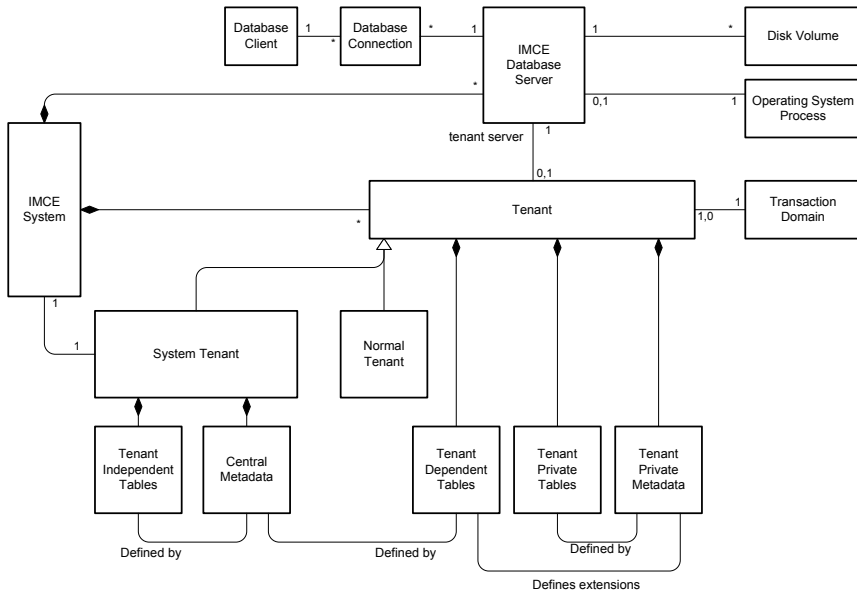 Database
Client
1
*
Database
Connection
*
1
IMCE
Database
Server
1
*
Disk Volume
*
0,1
1
Operating System
Process
tenant server
1
0,1
IMCE
System
*
Tenant
1,0
1
Transaction
Domain
1
1
System Tenant
Normal
Tenant
Tenant
Independent
Tables
Central
Metadata
Tenant
Dependent
Tables
Tenant
Private
Tables
Tenant
Private
Metadata
Defined by
Defined by
Defined by
Defines extensions